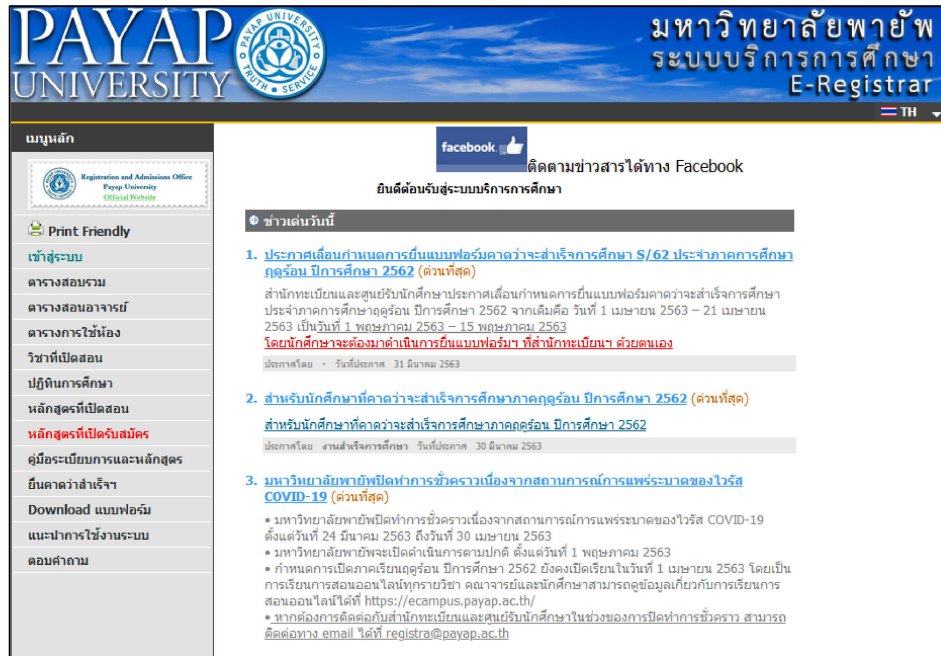 PAYAP
UNIVERSITY
PAYAP UNIVERSITY
TRUTH • SERVICE
มหาวิทยาลัยพายัพ
ระบบบริการการศึกษา
E-Registrar
TH
เมนูหลัก
Registration and Admissions Office
Payap University
Official Website
Print Friendly
เข้าสู่ระบบ
ตารางสอบรวม
ตารางสอนอาจารย์
ตารางการใช้ห้อง
วิชาที่เปิดสอน
ปฏิทินการศึกษา
หลักสูตรที่เปิดสอน
หลักสูตรที่เปิดรับสมัคร
คู่มือระเบียบการและหลักสูตร
ยื่นคาดว่าสำเร็จฯ
Download แบบฟอร์ม
แนะนำการใช้งานระบบ
ตอบคำถาม
facebook
ติดตามข่าวสารได้ทาง Facebook
ยินดีต้อนรับสู่ระบบบริการการศึกษา
ข่าวเด่นวันนี้
1. ประกาศเลื่อนกำหนดการยื่นแบบฟอร์มคาดว่าจะสำเร็จการศึกษา S/62 ประจำภาคการศึกษา
ฤดูร้อน ปีการศึกษา 2562 (ด่วนที่สุด)
สำนักทะเบียนและศูนย์รับนักศึกษาประกาศเลื่อนกำหนดการยื่นแบบฟอร์มคาดว่าจะสำเร็จการศึกษา
ประจำภาคการศึกษาฤดูร้อน ปีการศึกษา 2562 จากเดิมคือ วันที่ 1 เมษายน 2563 – 21 เมษายน
2563 เป็นวันที่ 1 พฤษภาคม 2563 – 15 พฤษภาคม 2563
โดยนักศึกษาจะต้องมาดำเนินการยื่นแบบฟอร์มฯ ที่สำนักทะเบียนฯ ด้วยตนเอง
ประกาศโดย - วันที่ประกาศ 31 มีนาคม 2563
2. สำหรับนักศึกษาที่คาดว่าจะสำเร็จการศึกษาภาคฤดูร้อน ปีการศึกษา 2562 (ด่วนที่สุด)
สำหรับนักศึกษาที่คาดว่าจะสำเร็จการศึกษาภาคฤดูร้อน ปีการศึกษา 2562
ประกาศโดย งานสำเร็จการศึกษา วันที่ประกาศ 30 มีนาคม 2563
3. มหาวิทยาลัยพายัพปิดทำการชั่วคราวเนื่องจากสถานการณ์การแพร่ระบาดของไวรัส
COVID-19 (ด่วนที่สุด)
• มหาวิทยาลัยพายัพปิดทำการชั่วคราวเนื่องจากสถานการณ์การแพร่ระบาดของไวรัส COVID-19
ตั้งแต่วันที่ 24 มีนาคม 2563 ถึงวันที่ 30 เมษายน 2563
• มหาวิทยาลัยพายัพจะเปิดดำเนินการตามปกติ ตั้งแต่วันที่ 1 พฤษภาคม 2563
• กำหนดการเปิดภาคเรียนฤดูร้อน ปีการศึกษา 2562 ยังคงเปิดเรียนในวันที่ 1 เมษายน 2563 โดยเป็น
การเรียนการสอนออนไลน์ทุกรายวิชา คณาจารย์และนักศึกษาสามารถดูข้อมูลเกี่ยวกับการเรียนการ
สอนออนไลน์ได้ที่ https://ecampus.payap.ac.th/
• หากต้องการติดต่อกับสำนักทะเบียนและศูนย์รับนักศึกษาในช่วงของการปิดทำการชั่วคราว สามารถ
ติดต่อทาง email ได้ที่ registra@payap.ac.th